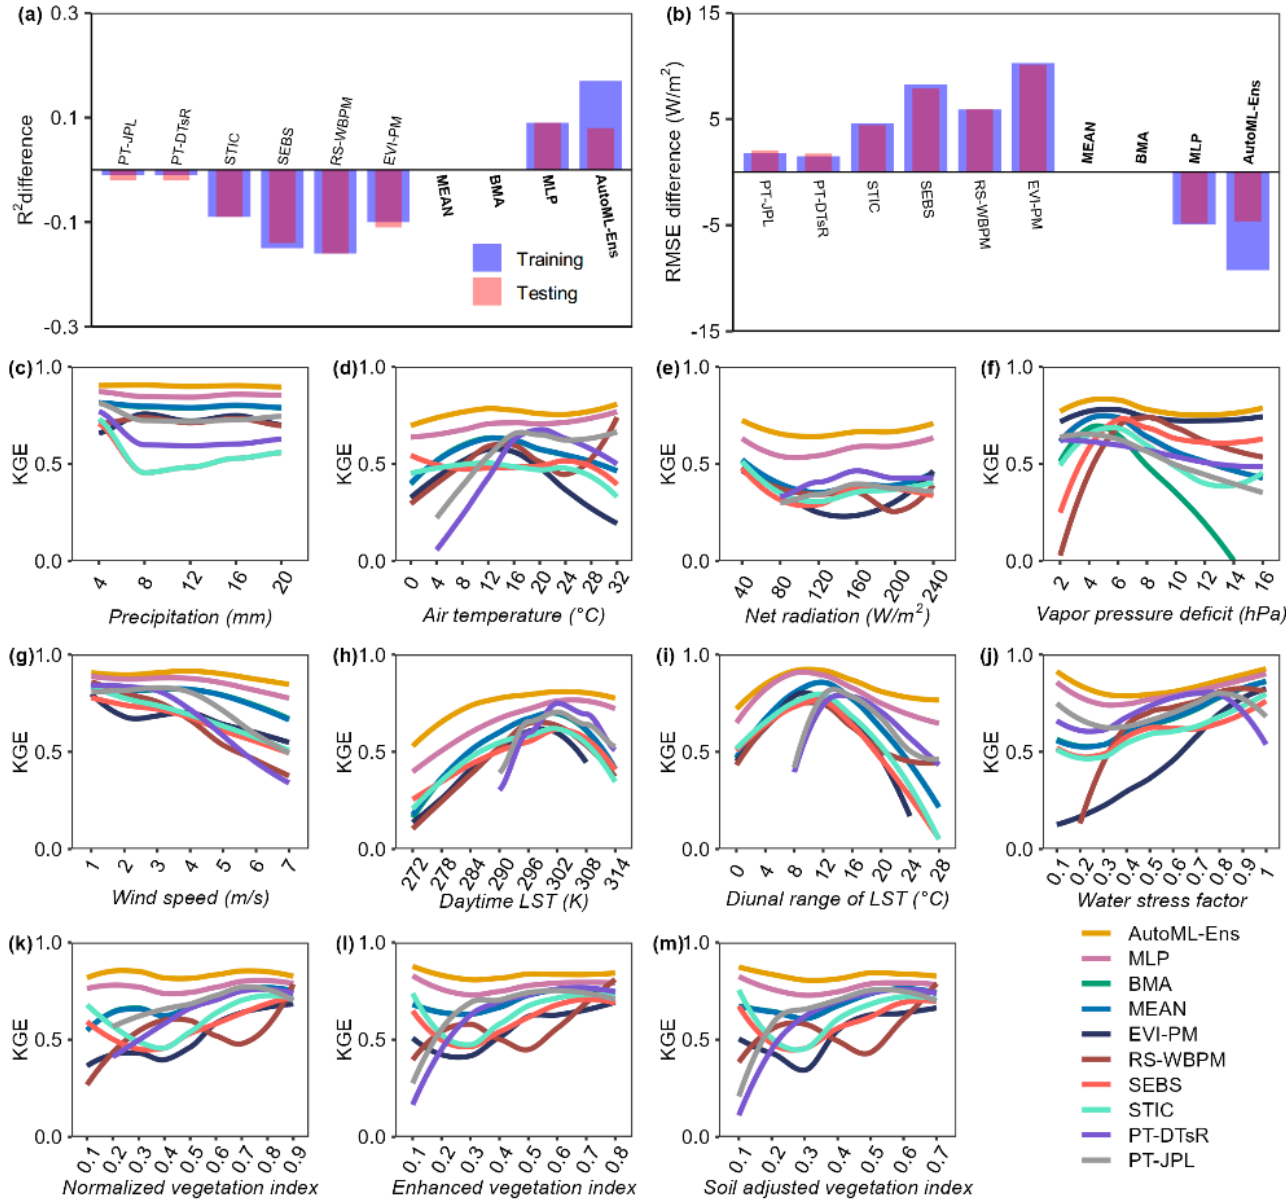 (a)
0.3
0.1
-0.1
-0.3
R²difference
PT-JPL
PT-DTsR
STIC
SEBS
RS-WBPM
EVI-PM
MEAN
BMA
MLP
AutoML-Ens
Training
Testing
(b)
15
5
-5
-15
RMSE difference (W/m²)
PT-JPL
PT-DTsR
STIC
SEBS
RS-WBPM
EVI-PM
MEAN
BMA
MLP
AutoML-Ens
(c)
1.0
0.5
0.0
KGE
4 8 12 16 20
Precipitation (mm)
(d)
1.0
0.5
0.0
KGE
0 4 8 12 16 20 24 28 32
Air temperature (°C)
(e)
1.0
0.5
0.0
KGE
40 80 120 160 200 240
Net radiation (W/m²)
(f)
1.0
0.5
0.0
KGE
2 4 6 8 10 12 14 16
Vapor pressure deficit (hPa)
(g)
1.0
0.5
0.0
KGE
1 2 3 4 5 6 7
Wind speed (m/s)
(h)
1.0
0.5
0.0
KGE
272 278 284 290 296 302 308 314
Daytime LST (K)
(i)
1.0
0.5
0.0
KGE
0 4 8 12 16 20 24 28
Diunal range of LST (°C)
(j)
1.0
0.5
0.0
KGE
0.1 0.2 0.3 0.4 0.5 0.6 0.7 0.8 0.9 1
Water stress factor
(k)
1.0
0.5
0.0
KGE
0.1 0.2 0.3 0.4 0.5 0.6 0.7 0.8 0.9
Normalized vegetation index
(l)
1.0
0.5
0.0
KGE
0.1 0.2 0.3 0.4 0.5 0.6 0.7 0.8
Enhanced vegetation index
(m)
1.0
0.5
0.0
KGE
0.1 0.2 0.3 0.4 0.5 0.6 0.7
Soil adjusted vegetation index
AutoML-Ens
MLP
BMA
MEAN
EVI-PM
RS-WBPM
SEBS
STIC
PT-DTsR
PT-JPL